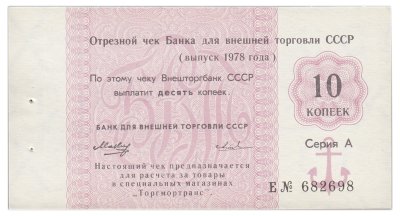 Отрезной чек Банка для внешней торговли СССР
(выпуск 1978 года)
По этому чеку Внешторгбанк СССР
выплатит десять копеек.
10
КОПЕЕК
БАНК ДЛЯ ВНЕШНЕЙ ТОРГОВЛИ СССР
Серия А
Настоящий чек предназначается
для расчета за товары
в специальных магазинах
"Торгмортранс".
Е № 682698